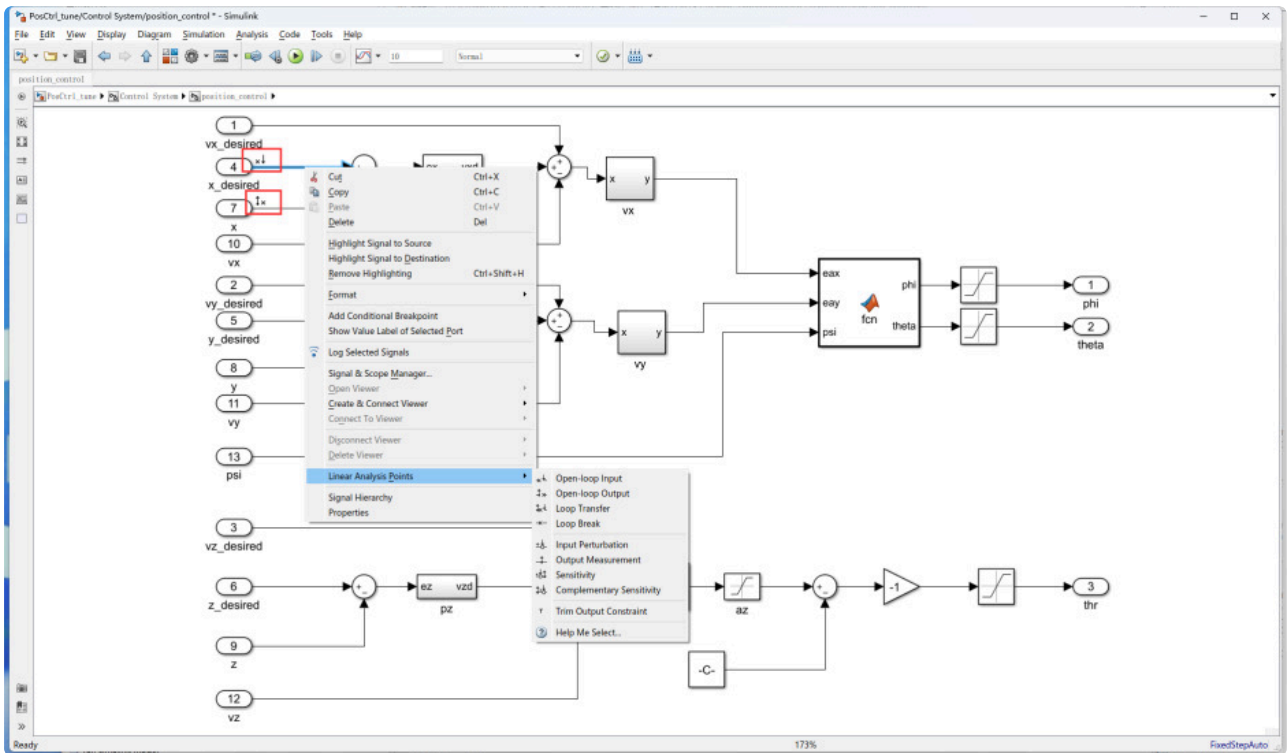 PosCtrl_tune/Control System/position_control * - Simulink
File Edit View Display Diagram Simulation Analysis Code Tools Help
10 Normal
position_control
PosCtrl_tune Control System position_control
1
vx_desired
4
x_desired
7
x
10
vx
2
vy_desired
5
y_desired
8
y
11
vy
13
psi
3
vz_desired
6
z_desired
9
z
12
vz
Cut Ctrl+X
Copy Ctrl+C
Paste Ctrl+V
Delete Del
Highlight Signal to Source
Highlight Signal to Destination
Remove Highlighting Ctrl+Shift+H
Format
Add Conditional Breakpoint
Show Value Label of Selected Port
Log Selected Signals
Signal & Scope Manager...
Open Viewer
Create & Connect Viewer
Connect To Viewer
Disconnect Viewer
Delete Viewer
Linear Analysis Points
Signal Hierarchy
Properties
Open-loop Input
Open-loop Output
Loop Transfer
Loop Break
Input Perturbation
Output Measurement
Sensitivity
Complementary Sensitivity
Trim Output Constraint
Help Me Select...
x y
vx
x y
vy
eax
eay
psi
fcn
phi
theta
1
phi
2
theta
ez vzd
pz
az
-C-
-1
3
thr
Ready 173% FixedStepAuto